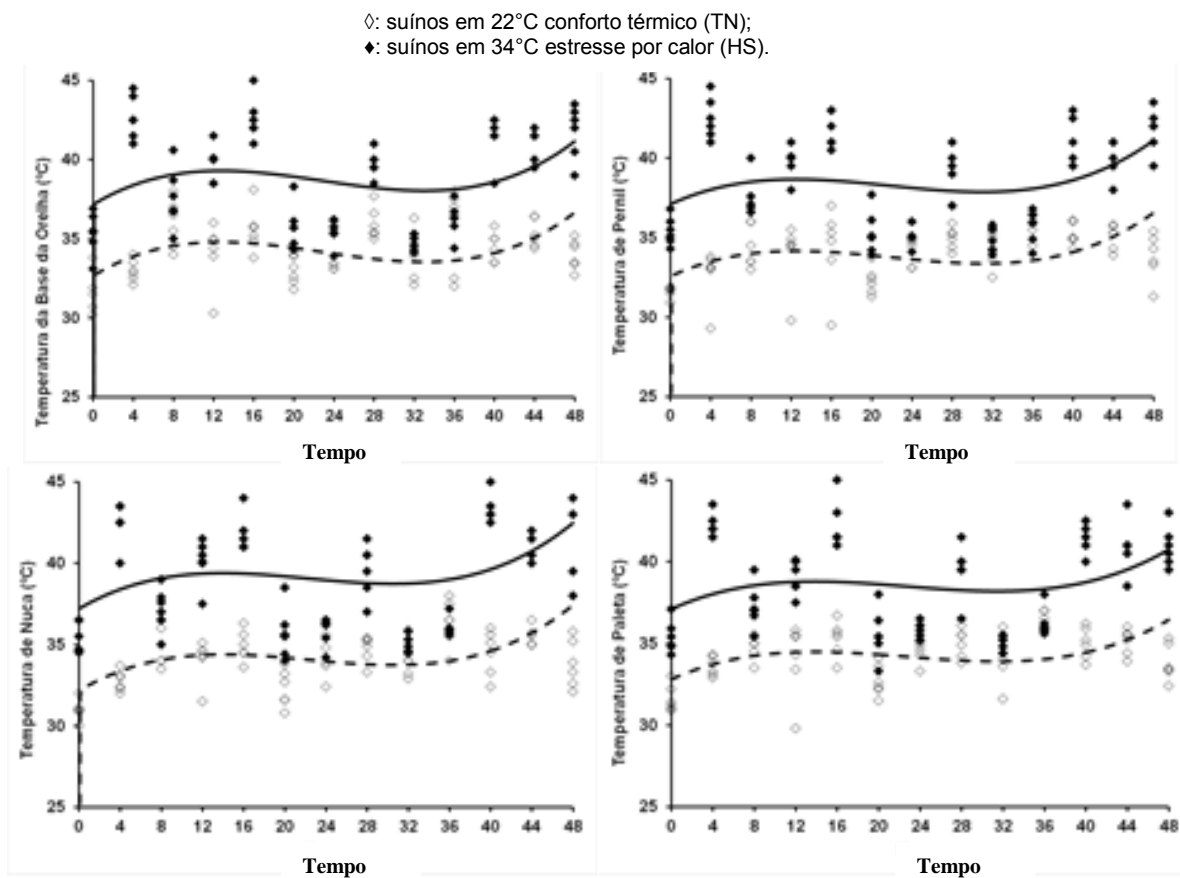 ◊: suínos em 22°C conforto térmico (TN);
♦: suínos em 34°C estresse por calor (HS).
Temperatura da Base da Orelha (°C)
45
40
35
30
25
0 4 8 12 16 20 24 28 32 36 40 44 48
Tempo
Temperatura de Pernil (°C)
45
40
35
30
25
0 4 8 12 16 20 24 28 32 36 40 44 48
Tempo
Temperatura de Nuca (°C)
45
40
35
30
25
0 4 8 12 16 20 24 28 32 36 40 44 48
Tempo
Temperatura de Paleta (°C)
45
40
35
30
25
0 4 8 12 16 20 24 28 32 36 40 44 48
Tempo